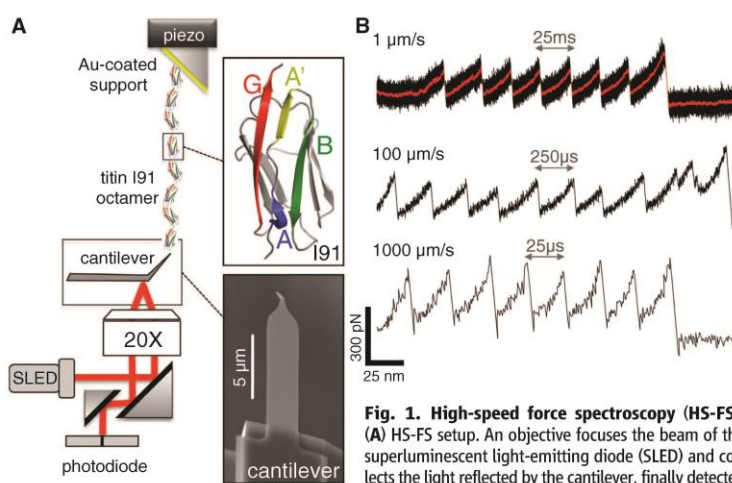 A
piezo
Au-coated
support
titin I91
octamer
cantilever
20X
SLED
photodiode
G
A'
B
A
I91
5 µm
cantilever
B
1 µm/s
25ms
100 µm/s
250µs
1000 µm/s
25µs
300 pN
25 nm
Fig. 1. High-speed force spectroscopy (HS-FS
(A) HS-FS setup. An objective focuses the beam of th
superluminescent light-emitting diode (SLED) and co
lects the light reflected by the cantilever, finally detecte